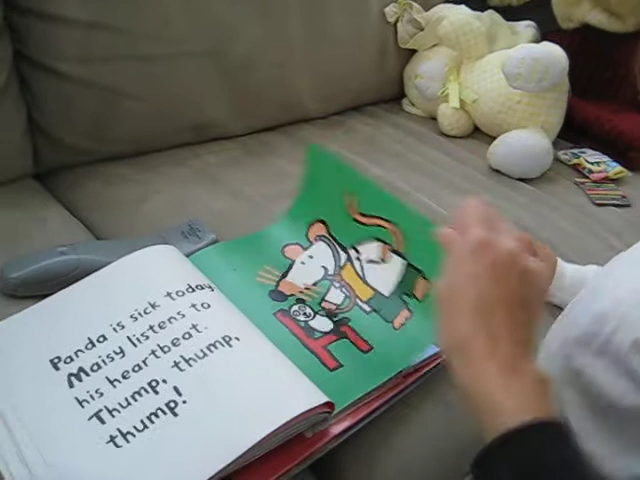 Panda is sick today
Maisy listens to
his heartbeat.
Thump, thump,
thump!